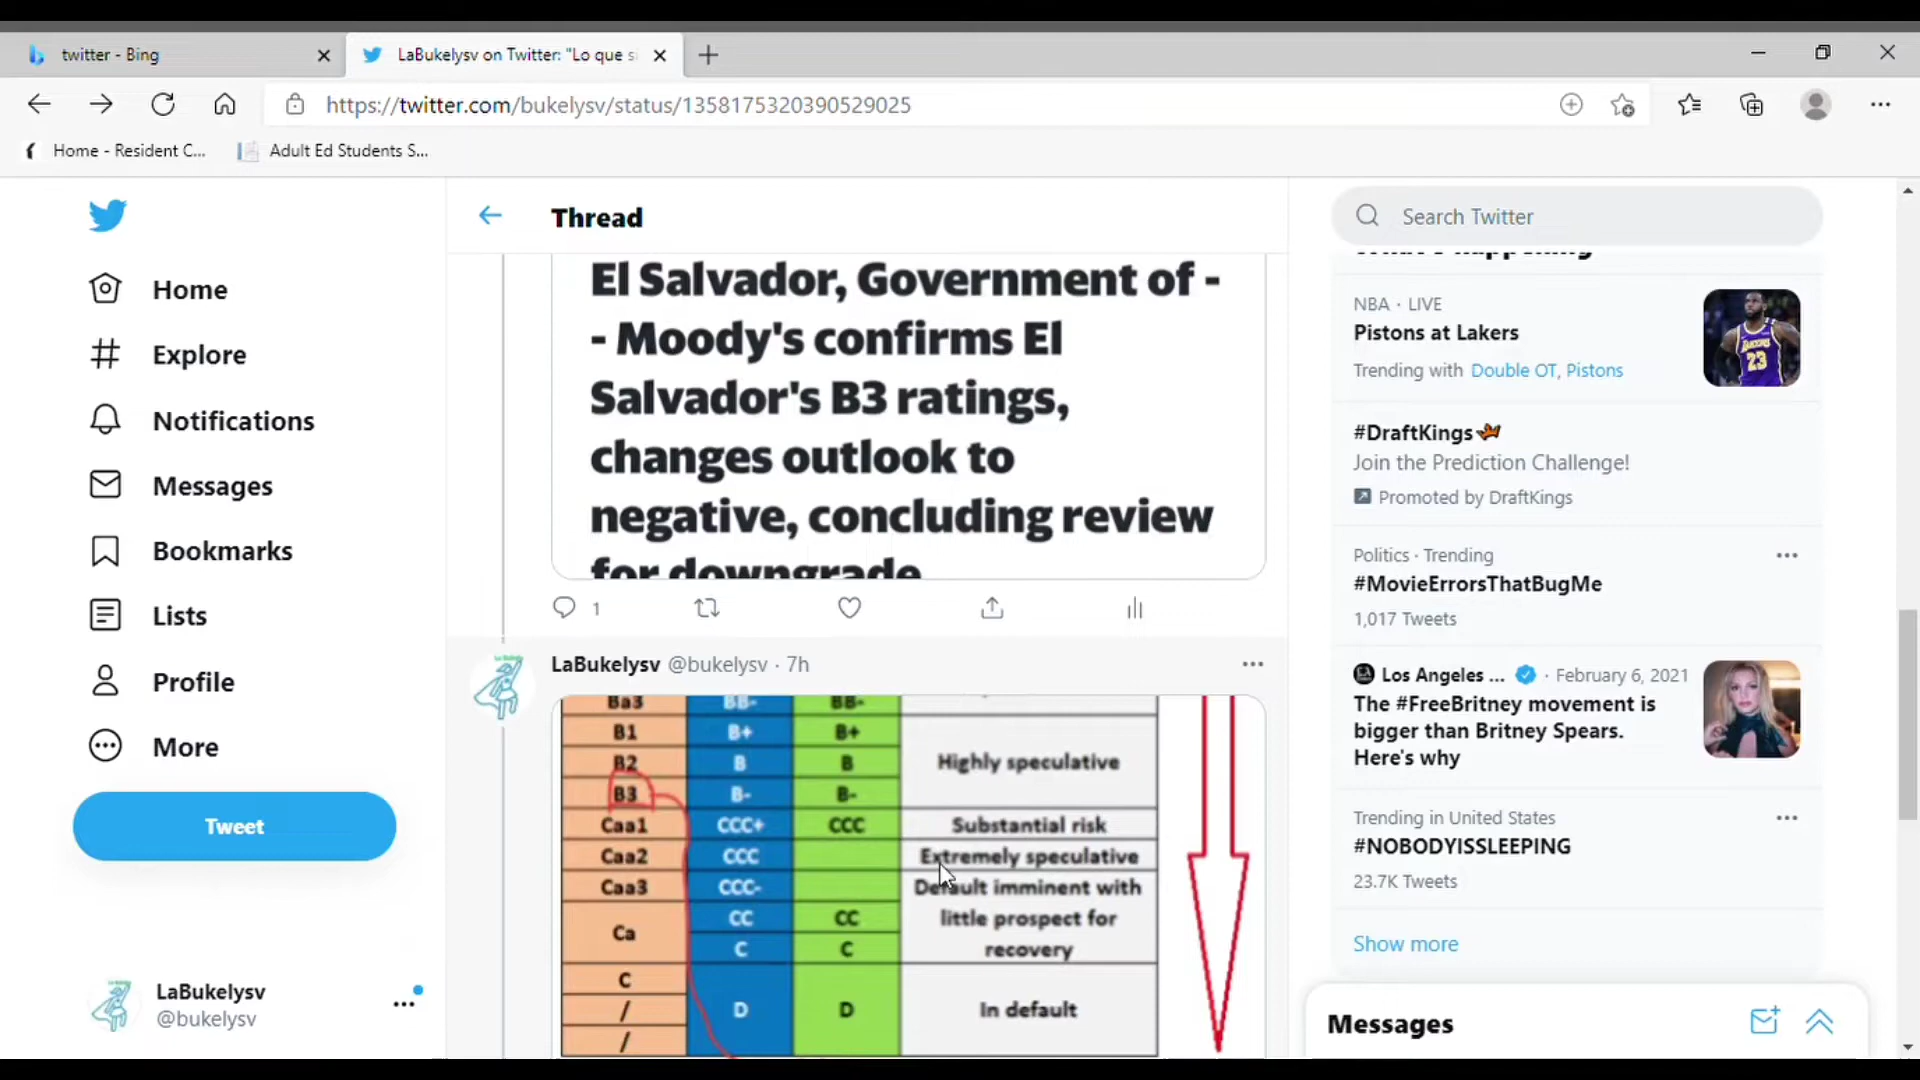 twitter - Bing
LaBukelysv on Twitter: "Lo que s
https://twitter.com/bukelysv/status/1358175320390529025
Home - Resident C...
Adult Ed Students S...
Home
Explore
Notifications
Messages
Bookmarks
Lists
Profile
More
Tweet
LaBukelysv
@bukelysv
Thread
El Salvador, Government of -
- Moody's confirms El
Salvador's B3 ratings,
changes outlook to
negative, concluding review
for downgrade
1
LaBukelysv @bukelysv · 7h
Ba3 BB- BB-
B1 B+ B+
B2 B B Highly speculative
B3 B- B-
Caa1 CCC+ CCC Substantial risk
Caa2 CCC Extremely speculative
Caa3 CCC- Default imminent with
Ca CC CC little prospect for
C C recovery
C
/ D D In default
/
Search Twitter
What's happening
NBA · LIVE
Pistons at Lakers
Trending with Double OT, Pistons
LAKERS
23
#DraftKings
Join the Prediction Challenge!
Promoted by DraftKings
Politics · Trending
#MovieErrorsThatBugMe
1,017 Tweets
Los Angeles ... · February 6, 2021
The #FreeBritney movement is
bigger than Britney Spears.
Here's why
Trending in United States
#NOBODYISSLEEPING
23.7K Tweets
Show more
Messages